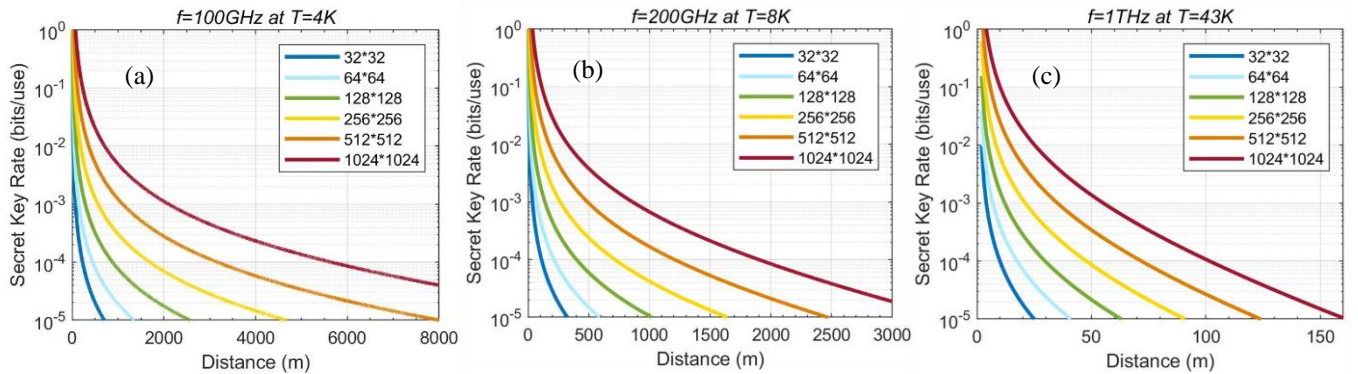 f=100GHz at T=4K
Secret Key Rate (bits/use)
10^0
10^-1
10^-2
10^-3
10^-4
10^-5
(a)
32*32
64*64
128*128
256*256
512*512
1024*1024
0 2000 4000 6000 8000
Distance (m)
f=200GHz at T=8K
Secret Key Rate (bits/use)
10^0
10^-1
10^-2
10^-3
10^-4
10^-5
(b)
32*32
64*64
128*128
256*256
512*512
1024*1024
0 500 1000 1500 2000 2500 3000
Distance (m)
f=1THz at T=43K
Secret Key Rate (bits/use)
10^0
10^-1
10^-2
10^-3
10^-4
10^-5
(c)
32*32
64*64
128*128
256*256
512*512
1024*1024
0 50 100 150
Distance (m)